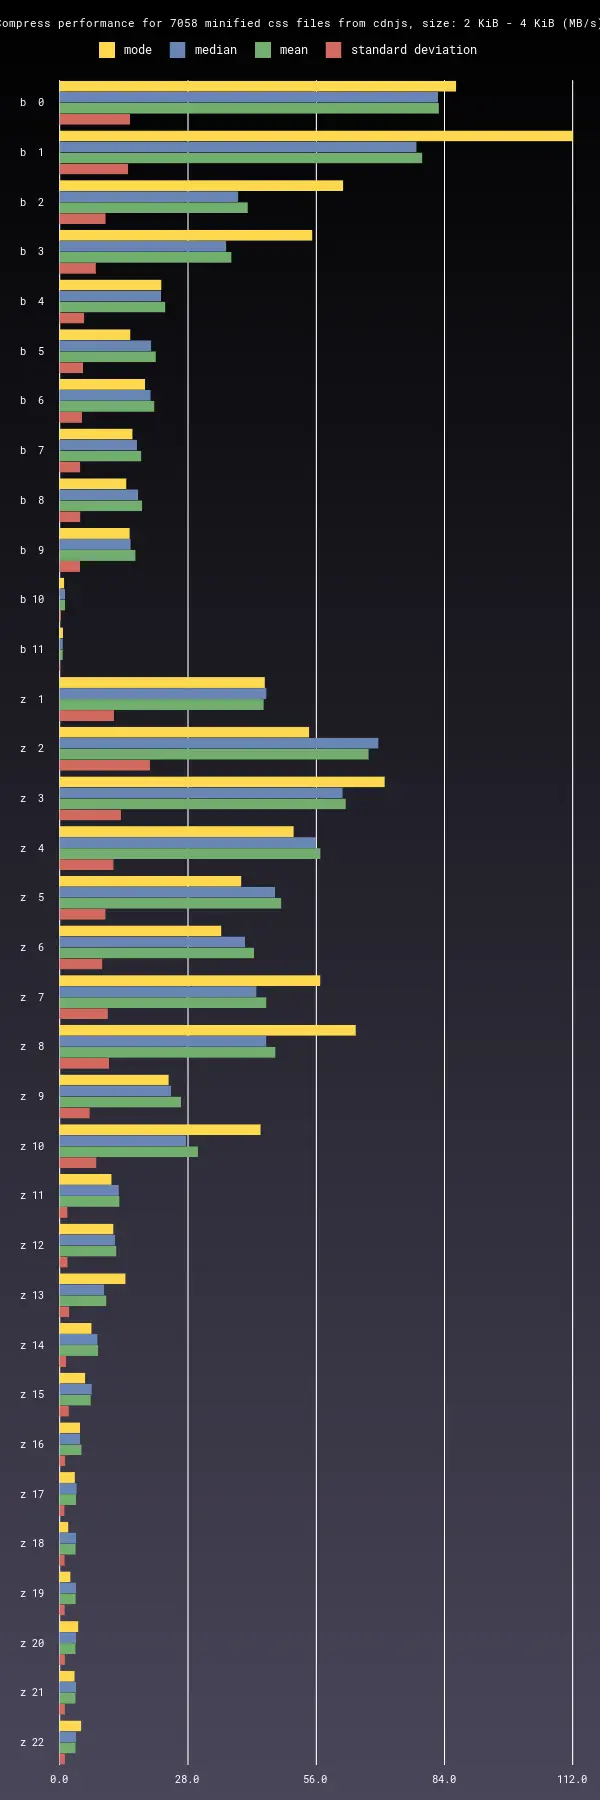 Compress performance for 7058 minified css files from cdnjs, size: 2 KiB - 4 KiB (MB/s)
mode median mean standard deviation
b 0
b 1
b 2
b 3
b 4
b 5
b 6
b 7
b 8
b 9
b 10
b 11
z 1
z 2
z 3
z 4
z 5
z 6
z 7
z 8
z 9
z 10
z 11
z 12
z 13
z 14
z 15
z 16
z 17
z 18
z 19
z 20
z 21
z 22
0.0 28.0 56.0 84.0 112.0